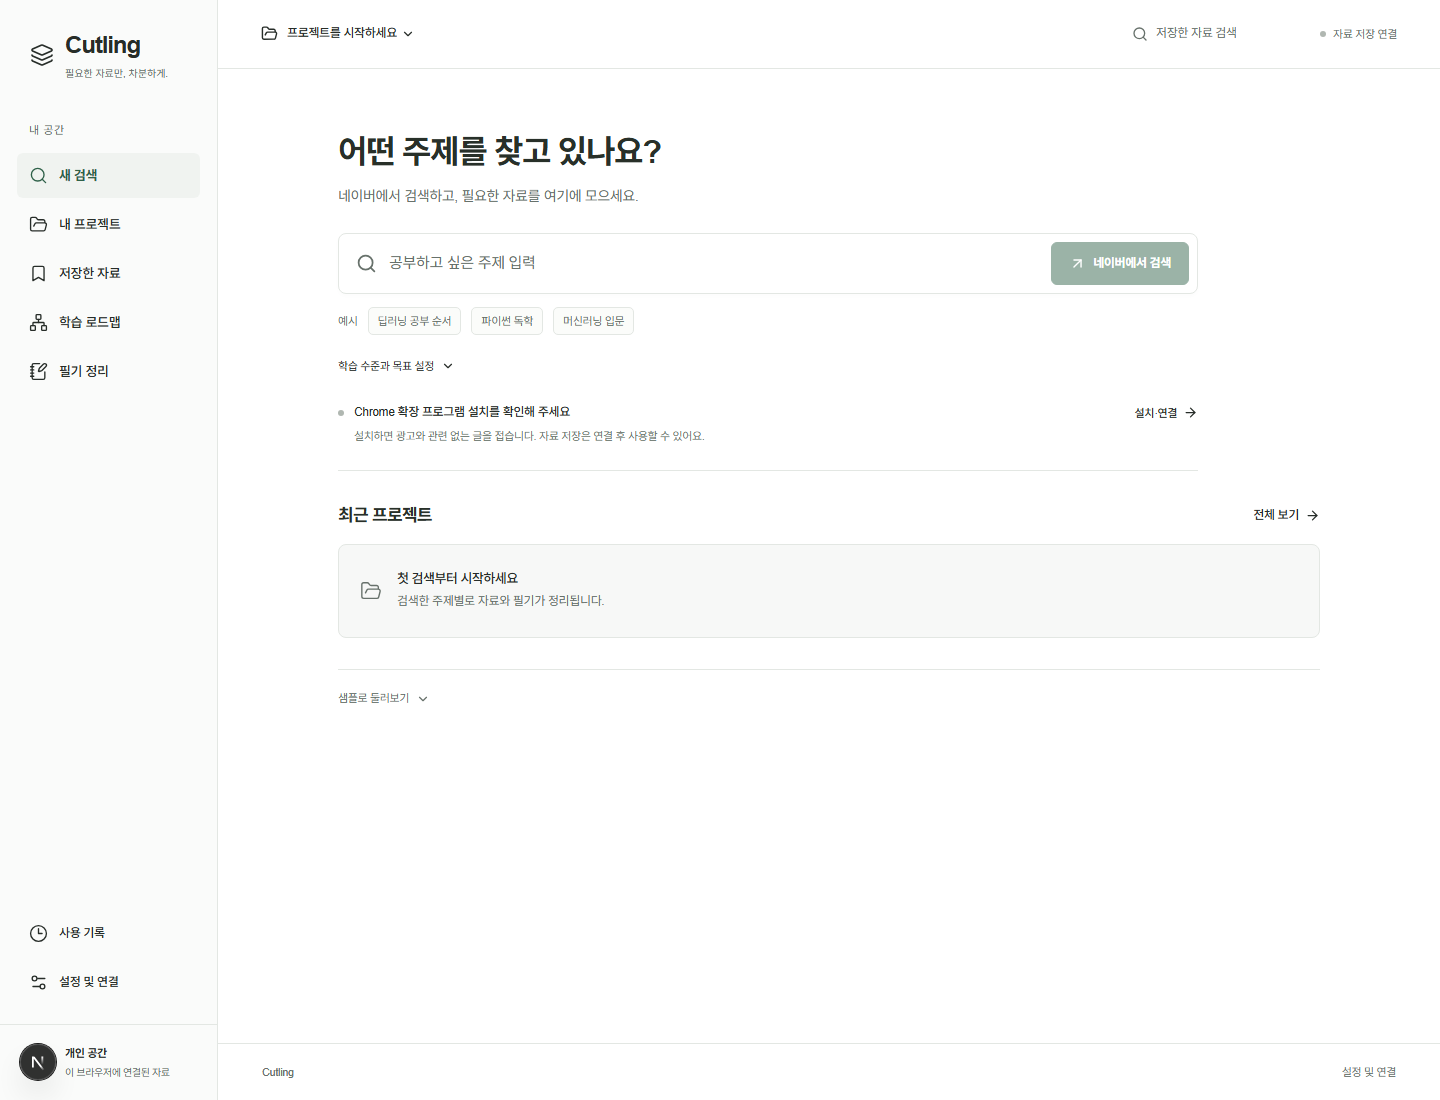 Cutling
필요한 자료만, 차분하게.
내 공간
새 검색
내 프로젝트
저장한 자료
학습 로드맵
필기 정리
사용 기록
설정 및 연결
N
개인 공간
이 브라우저에 연결된 자료
프로젝트를 시작하세요
저장한 자료 검색
자료 저장 연결
어떤 주제를 찾고 있나요?
네이버에서 검색하고, 필요한 자료를 여기에 모으세요.
공부하고 싶은 주제 입력
네이버에서 검색
예시
딥러닝 공부 순서
파이썬 독학
머신러닝 입문
학습 수준과 목표 설정
Chrome 확장 프로그램 설치를 확인해 주세요
설치·연결
설치하면 광고와 관련 없는 글을 접습니다. 자료 저장은 연결 후 사용할 수 있어요.
최근 프로젝트
전체 보기
첫 검색부터 시작하세요
검색한 주제별로 자료와 필기가 정리됩니다.
샘플로 둘러보기
Cutling
설정 및 연결